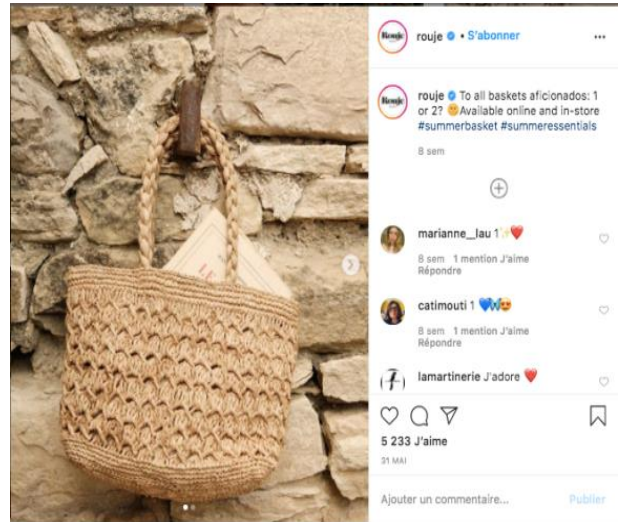 rouje • S'abonner
rouje To all baskets aficionados: 1
or 2? 🤭Available online and in-store
#summerbasket #summeressentials
8 sem
marianne_lau 1✨❤️
8 sem 1 mention J'aime
Répondre
catimouti 1 💙
8 sem 1 mention J'aime
Répondre
lamartinerie J'adore ❤️
5 233 J'aime
31 MAI
Ajouter un commentaire... Publier